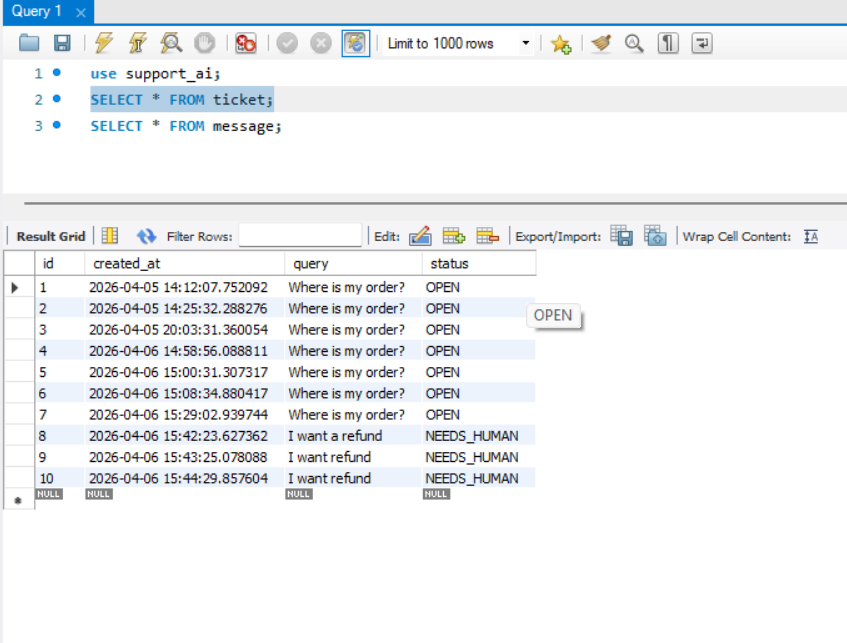 Query 1 ×
Limit to 1000 rows
1 use support_ai;
2 SELECT * FROM ticket;
3 SELECT * FROM message;
Result Grid Filter Rows: Edit: Export/Import: Wrap Cell Content:
id created_at query status
1 2026-04-05 14:12:07.752092 Where is my order? OPEN
2 2026-04-05 14:25:32.288276 Where is my order? OPEN
OPEN
3 2026-04-05 20:03:31.360054 Where is my order? OPEN
4 2026-04-06 14:58:56.088811 Where is my order? OPEN
5 2026-04-06 15:00:31.307317 Where is my order? OPEN
6 2026-04-06 15:08:34.880417 Where is my order? OPEN
7 2026-04-06 15:29:02.939744 Where is my order? OPEN
8 2026-04-06 15:42:23.627362 I want a refund NEEDS_HUMAN
9 2026-04-06 15:43:25.078088 I want refund NEEDS_HUMAN
10 2026-04-06 15:44:29.857604 I want refund NEEDS_HUMAN
NULL NULL NULL NULL